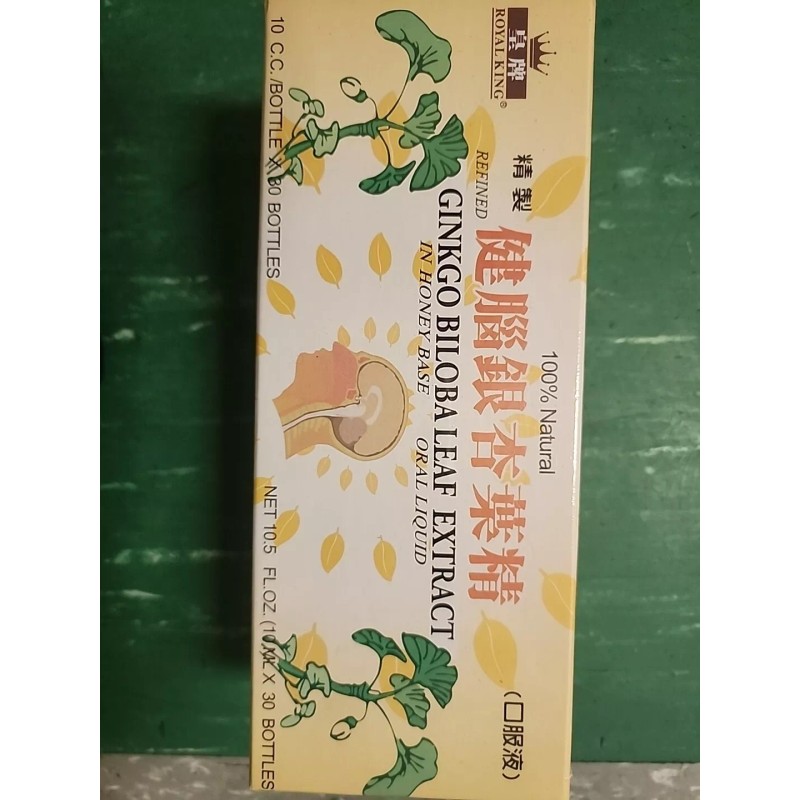 皇牌
ROYAL KING®
精製
REFINED
100% Natural
健腦銀杏葉精
(口服液)
GINKGO BILOBA LEAF EXTRACT
IN HONEY BASE ORAL LIQUID
10 C.C./BOTTLE X 30 BOTTLES
NET 10.5 FL.OZ. (10ML X 30 BOTTLES